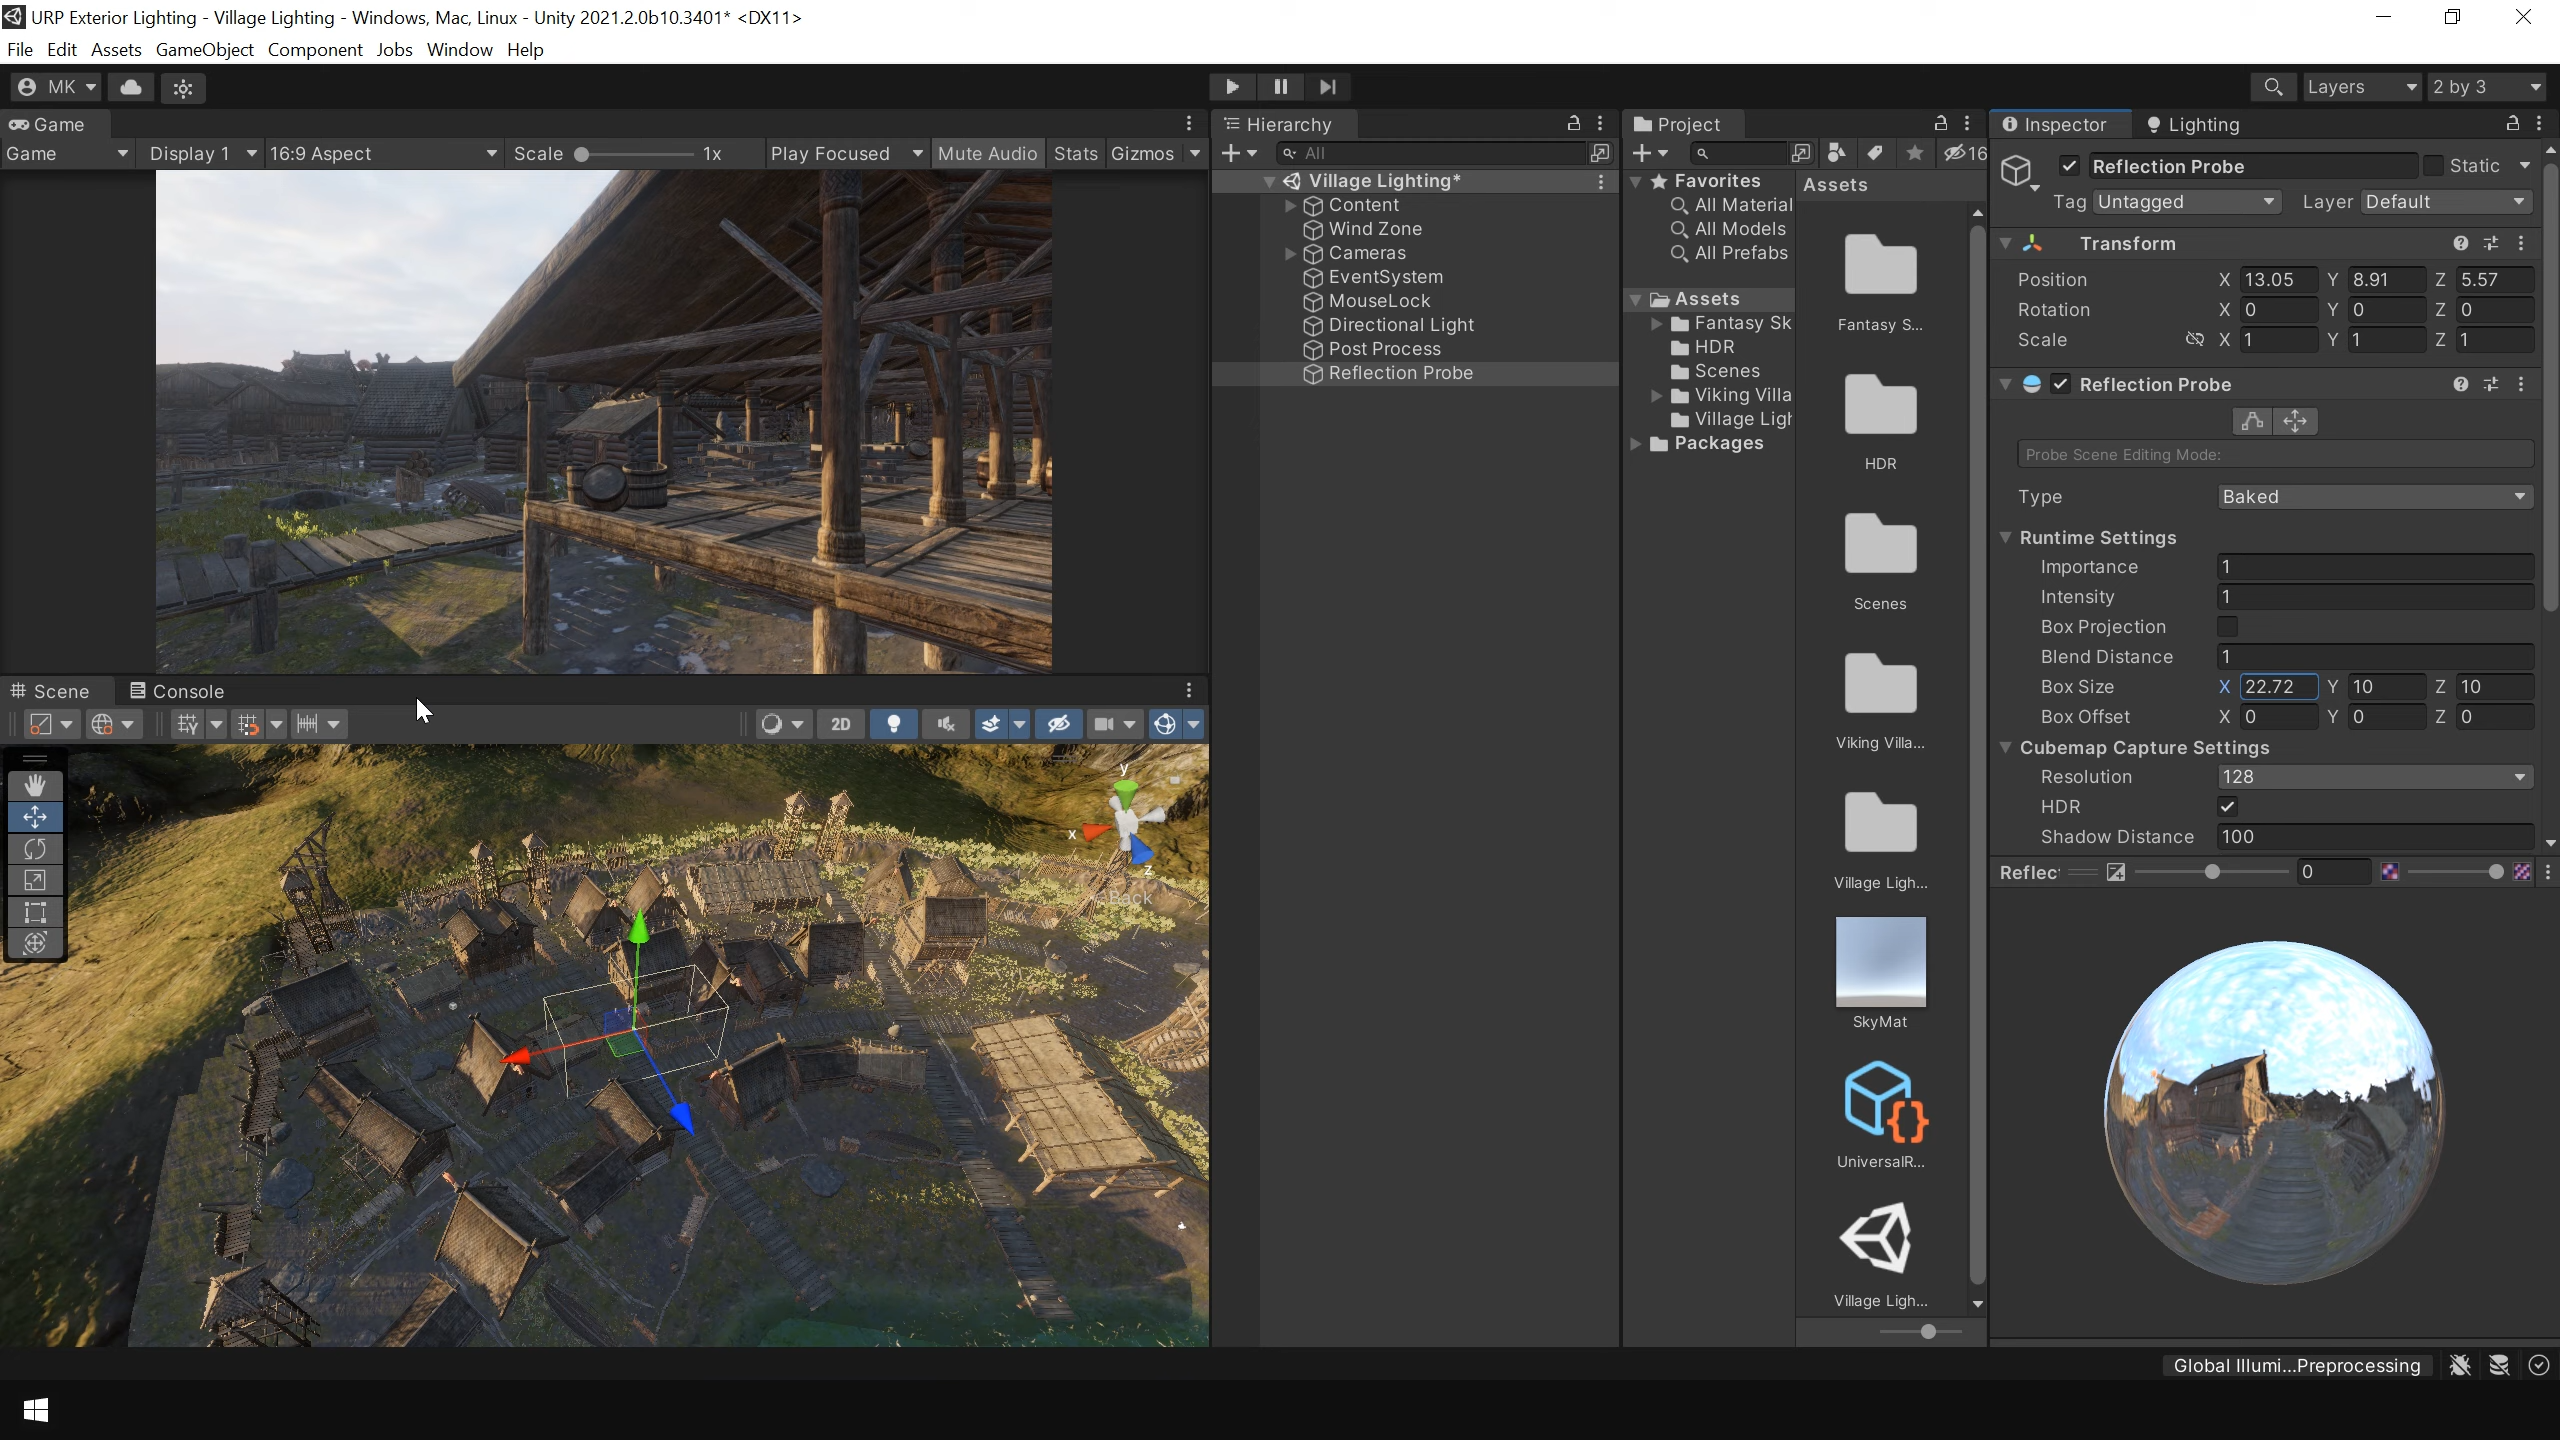 URP Exterior Lighting - Village Lighting - Windows, Mac, Linux - Unity 2021.2.0b10.3401* <DX11>
File Edit Assets GameObject Component Jobs Window Help
MK
Layers 2 by 3
Game
Game Display 1 16:9 Aspect Scale 1x Play Focused Mute Audio Stats Gizmos
Scene Console
2D
y
x
z
Back
Hierarchy
All
Village Lighting*
Content
Wind Zone
Cameras
EventSystem
MouseLock
Directional Light
Post Process
Reflection Probe
Project
16
Favorites
All Material
All Models
All Prefabs
Assets
Fantasy Sk
HDR
Scenes
Viking Villa
Village Ligh
Packages
Assets
Fantasy S...
HDR
Scenes
Viking Villa...
Village Ligh...
SkyMat
UniversalR...
Village Ligh...
Inspector Lighting
Reflection Probe Static
Tag Untagged Layer Default
Transform
Position X 13.05 Y 8.91 Z 5.57
Rotation X 0 Y 0 Z 0
Scale X 1 Y 1 Z 1
Reflection Probe
Probe Scene Editing Mode:
Type Baked
Runtime Settings
Importance 1
Intensity 1
Box Projection
Blend Distance 1
Box Size X 22.72 Y 10 Z 10
Box Offset X 0 Y 0 Z 0
Cubemap Capture Settings
Resolution 128
HDR
Shadow Distance 100
Reflec 0
Global Illumi...Preprocessing